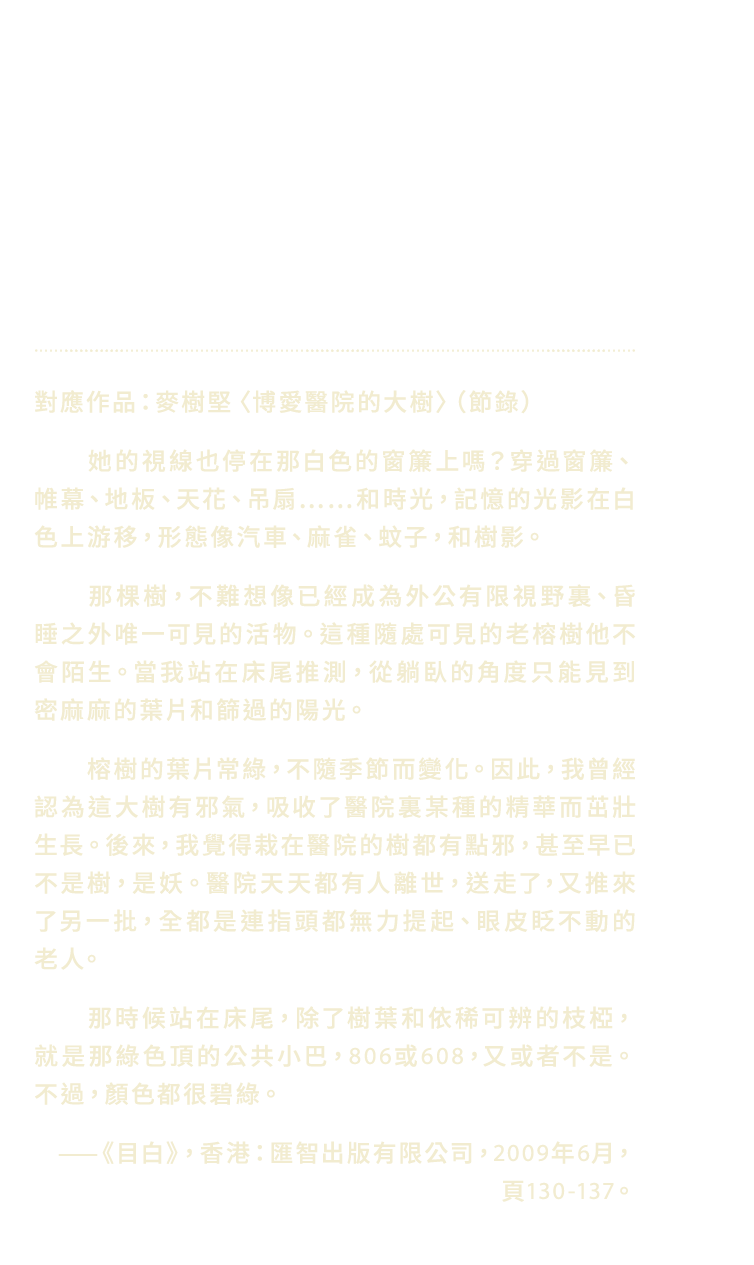 對應作品：麥樹堅〈博愛醫院的大樹〉（節錄）
她的視線也停在那白色的窗簾上嗎？穿過窗簾、
帷幕、地板、天花、吊扇……和時光，記憶的光影在白
色上游移，形態像汽車、麻雀、蚊子，和樹影。
那棵樹，不難想像已經成為外公有限視野裏、昏
睡之外唯一可見的活物。這種隨處可見的老榕樹他不
會陌生。當我站在床尾推測，從躺臥的角度只能見到
密麻麻的葉片和篩過的陽光。
榕樹的葉片常綠，不隨季節而變化。因此，我曾經
認為這大樹有邪氣，吸收了醫院裏某種的精華而茁壯
生長。後來，我覺得栽在醫院的樹都有點邪，甚至早已
不是樹，是妖。醫院天天都有人離世，送走了，又推來
了另一批，全都是連指頭都無力提起、眼皮眨不動的
老人。
那時候站在床尾，除了樹葉和依稀可辨的枝椏，
就是那綠色頂的公共小巴，806或608，又或者不是。
不過，顏色都很碧綠。
——《目白》，香港：匯智出版有限公司，2009年6月，
頁130-137。